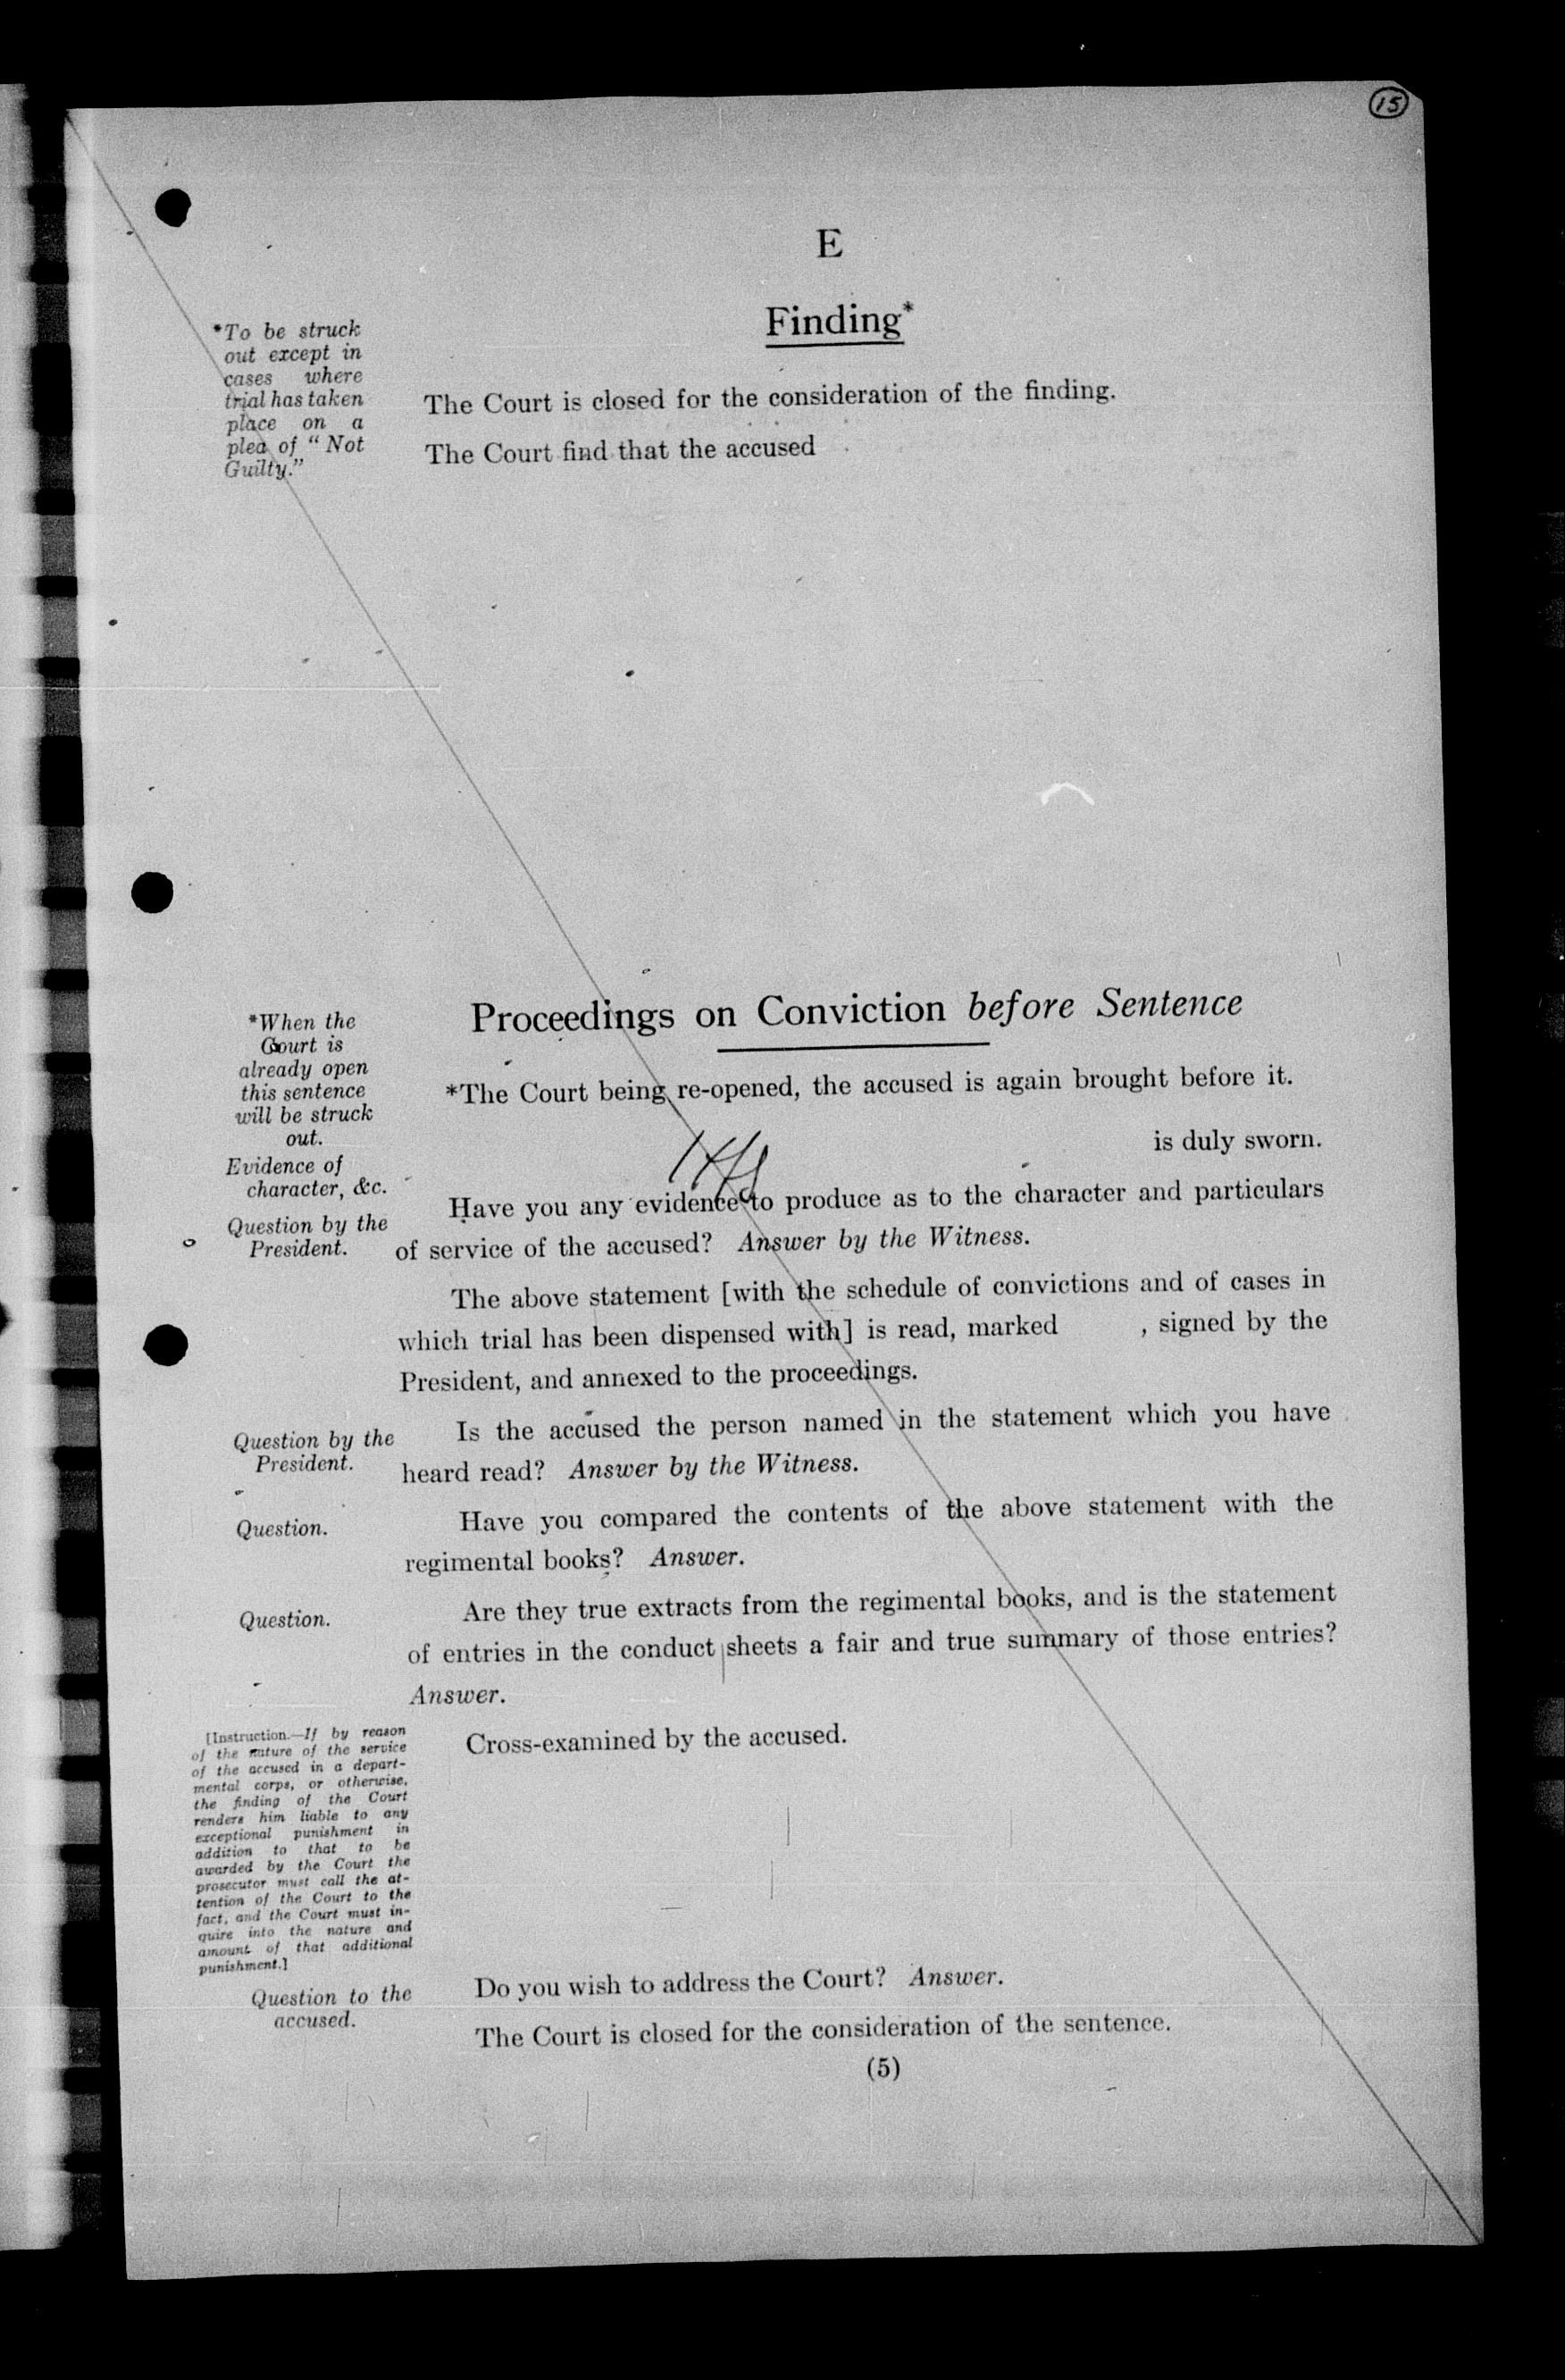 15
E
Finding*
*To be struck
out except in
cases where
trial has taken
place on a
plea of "Not
Guilty."
The Court is closed for the consideration of the finding.
The Court find that the accused
Proceedings on Conviction before Sentence
*When the
Court is
already open
this sentence
will be struck
out.
*The Court being re-opened, the accused is again brought before it.
is duly sworn.
Evidence of
character, &c.
Question by the
President.
Have you any evidence to produce as to the character and particulars
of service of the accused? Answer by the Witness.
The above statement [with the schedule of convictions and of cases in
which trial has been dispensed with] is read, marked , signed by the
President, and annexed to the proceedings.
Question by the
President.
Is the accused the person named in the statement which you have
heard read? Answer by the Witness.
Question.
Have you compared the contents of the above statement with the
regimental books? Answer.
Question.
Are they true extracts from the regimental books, and is the statement
of entries in the conduct sheets a fair and true summary of those entries?
Answer.
[Instruction.—If by reason
of the nature of the service
of the accused in a depart-
mental corps, or otherwise,
the finding of the Court
renders him liable to any
exceptional punishment in
addition to that to be
awarded by the Court the
prosecutor must call the at-
tention of the Court to the
fact, and the Court must in-
quire into the nature and
amount of that additional
punishment.]
Cross-examined by the accused.
Question to the
accused.
Do you wish to address the Court? Answer.
The Court is closed for the consideration of the sentence.
(5)